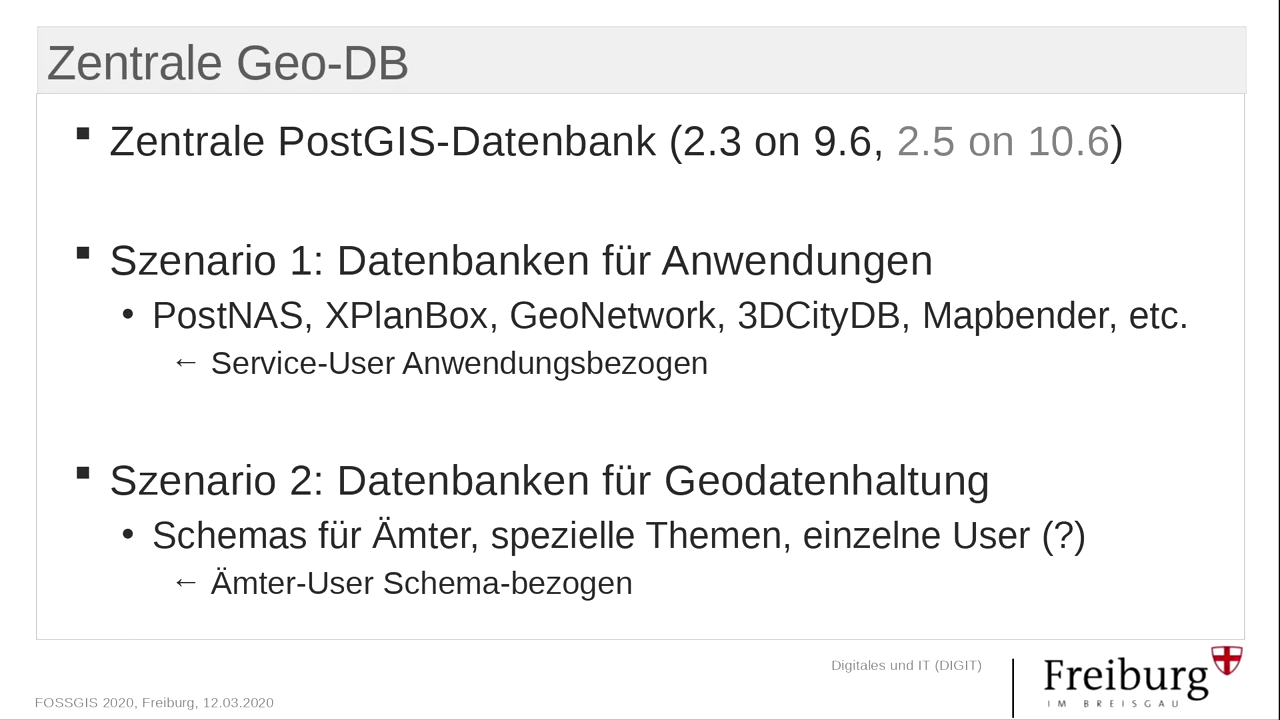 Zentrale Geo-DB
▪ Zentrale PostGIS-Datenbank (2.3 on 9.6, 2.5 on 10.6)
▪ Szenario 1: Datenbanken für Anwendungen
• PostNAS, XPlanBox, GeoNetwork, 3DCityDB, Mapbender, etc.
← Service-User Anwendungsbezogen
▪ Szenario 2: Datenbanken für Geodatenhaltung
• Schemas für Ämter, spezielle Themen, einzelne User (?)
← Ämter-User Schema-bezogen
Digitales und IT (DIGIT)
Freiburg
IM BREISGAU
FOSSGIS 2020, Freiburg, 12.03.2020